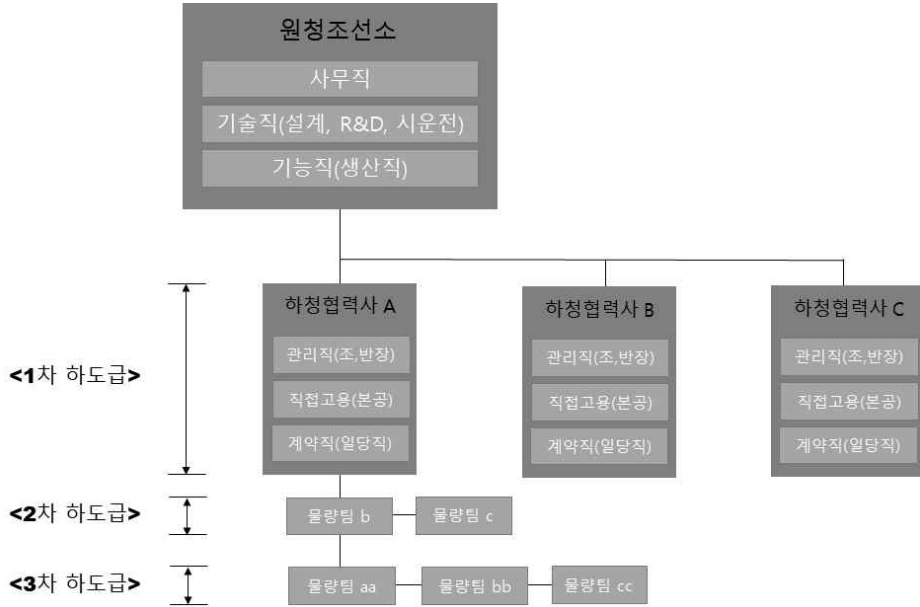 원청조선소
사무직
기술직(설계, R&D, 시운전)
기능직(생산직)
<1차 하도급>
하청협력사 A
관리직(조,반장)
직접고용(본공)
계약직(일당직)
하청협력사 B
관리직(조,반장)
직접고용(본공)
계약직(일당직)
하청협력사 C
관리직(조,반장)
직접고용(본공)
계약직(일당직)
<2차 하도급>
물량팀 b
물량팀 c
<3차 하도급>
물량팀 aa
물량팀 bb
물량팀 cc